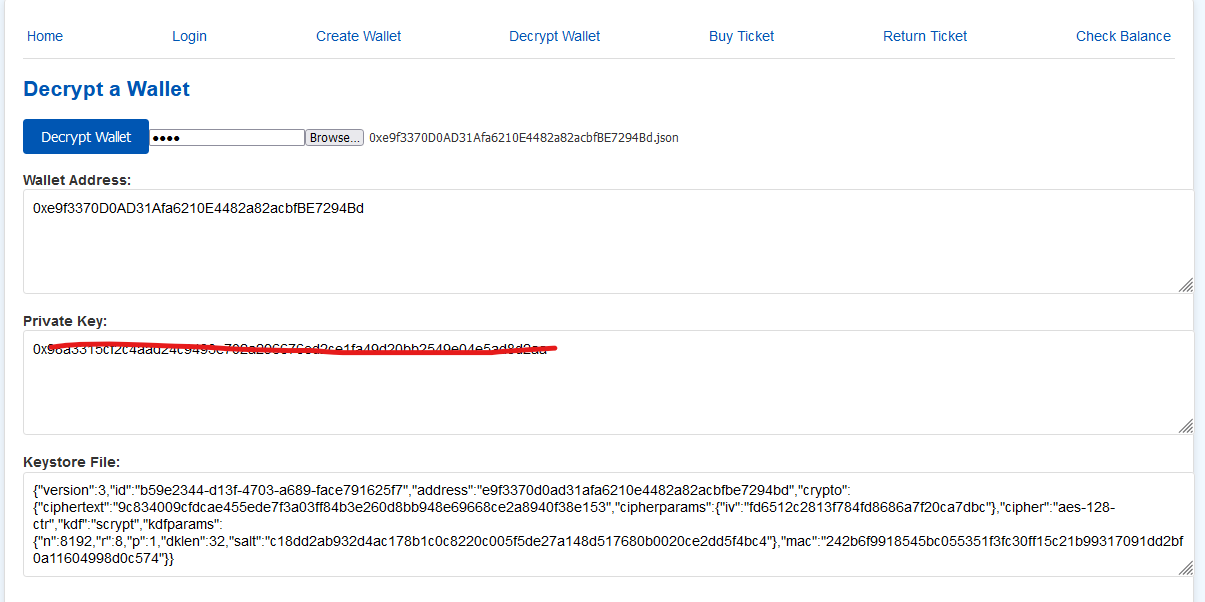 Home Login Create Wallet Decrypt Wallet Buy Ticket Return Ticket Check Balance
Decrypt a Wallet
Decrypt Wallet •••• Browse... 0xe9f3370D0AD31Afa6210E4482a82acbfBE7294Bd.json
Wallet Address:
0xe9f3370D0AD31Afa6210E4482a82acbfBE7294Bd
Private Key:
Keystore File:
{"version":3,"id":"b59e2344-d13f-4703-a689-face791625f7","address":"e9f3370d0ad31afa6210e4482a82acbfbe7294bd","crypto":
{"ciphertext":"9c834009cfdcae455ede7f3a03ff84b3e260d8bb948e69668ce2a8940f38e153","cipherparams":{"iv":"fd6512c2813f784fd8686a7f20ca7dbc"},"cipher":"aes-128-
ctr","kdf":"scrypt","kdfparams":
{"n":8192,"r":8,"p":1,"dklen":32,"salt":"c18dd2ab932d4ac178b1c0c8220c005f5de27a148d517680b0020ce2dd5f4bc4"},"mac":"242b6f9918545bc055351f3fc30ff15c21b99317091dd2bf
0a11604998d0c574"}}